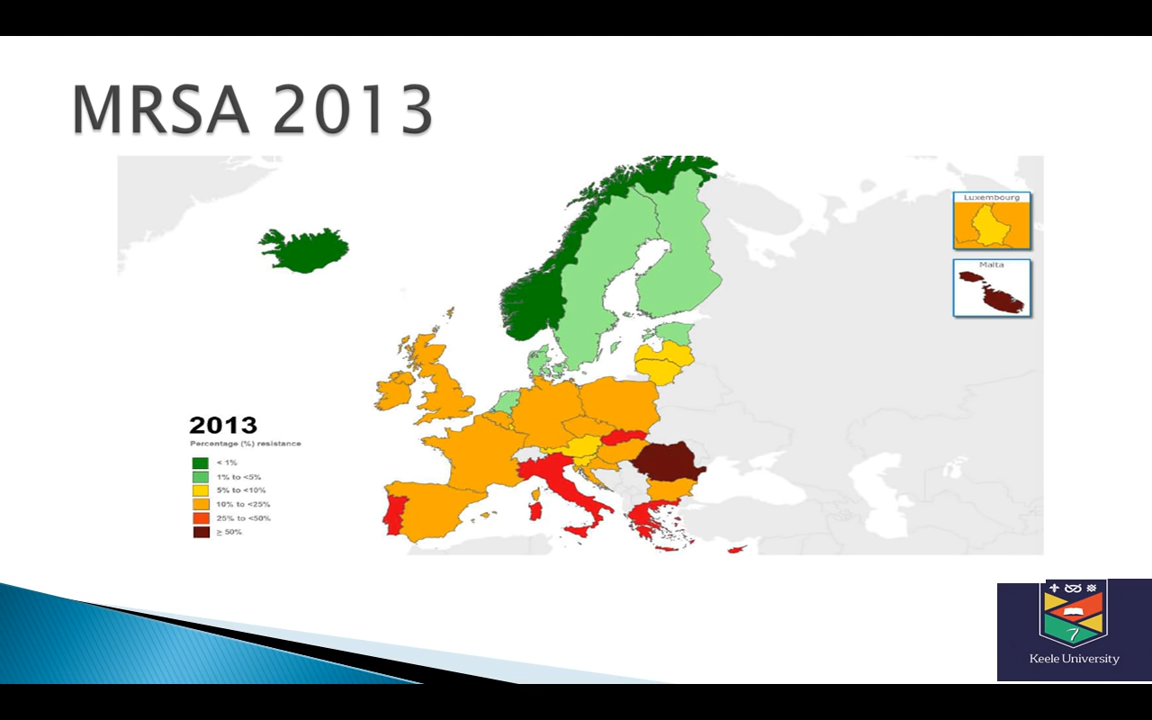 MRSA 2013
Luxembourg
Malta
2013
Percentage (%) resistance
< 1%
1% to <5%
5% to <10%
10% to <25%
25% to <50%
≥ 50%
Keele University